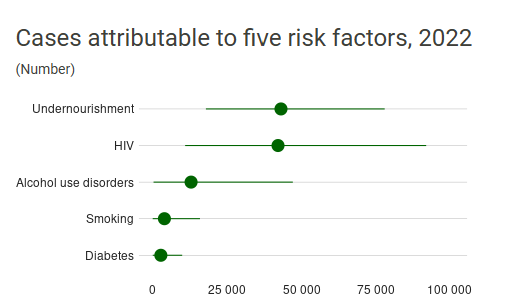 Cases attributable to five risk factors, 2022
(Number)
Undernourishment
HIV
Alcohol use disorders
Smoking
Diabetes
0 25 000 50 000 75 000 100 000